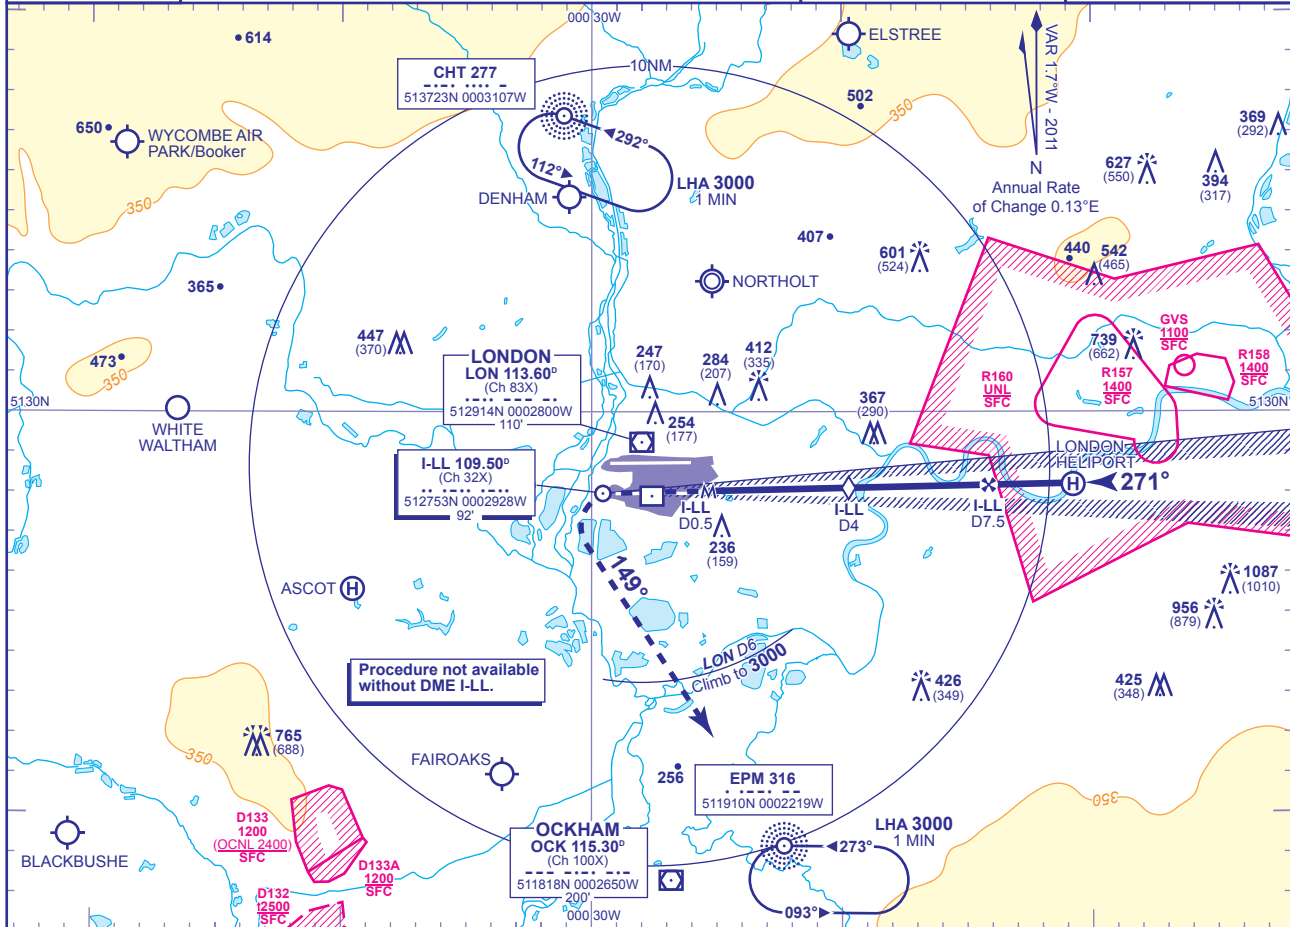 000 30W
614
ELSTREE
10NM
CHT 277
513723N 0003107W
VAR 1.7°W - 2011
502
350
369
(292)
650
WYCOMBE AIR
PARK/Booker
292°
112°
N
627
(550)
394
(317)
LHA 3000
1 MIN
DENHAM
Annual Rate
of Change 0.13°E
350
407
601
(524)
440
542
(465)
365
NORTHOLT
447
(370)
GVS
1100
SFC
739
(662)
473
350
LONDON
LON 113.60D
(Ch 83X)
512914N 0002800W
110'
247
(170)
284
(207)
412
(335)
R160
UNL
SFC
R157
1400
SFC
R158
1400
SFC
5130N
5130N
367
(290)
254
(177)
WHITE
WALTHAM
LONDON
HELIPORT
H
271°
I-LL 109.50D
(Ch 32X)
512753N 0002928W
92'
I-LL
D0.5
I-LL
D4
I-LL
D7.5
236
(159)
149°
ASCOT
H
1087
(1010)
956
(879)
LON D6
Climb to 3000
Procedure not available
without DME I-LL.
426
(349)
425
(348)
765
(688)
350
FAIROAKS
256
EPM 316
511910N 0002219W
350
D133
1200
(OCNL 2400)
SFC
OCKHAM
OCK 115.30D
(Ch 100X)
511818N 0002650W
200'
LHA 3000
1 MIN
273°
093°
BLACKBUSHE
D133A
1200
SFC
D132
2500
SFC
000 30W